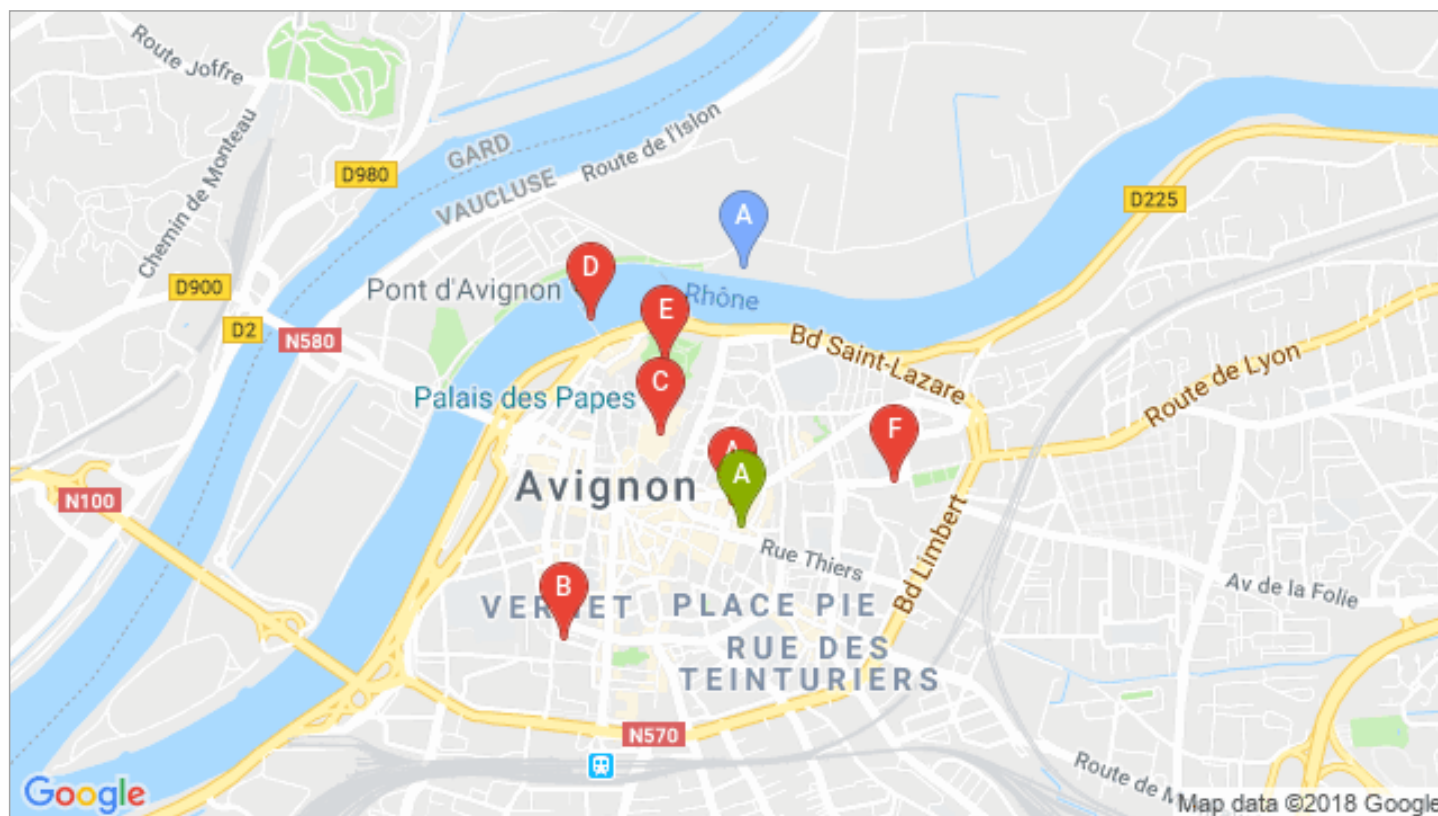 Route Joffre
Chemin de Monteau
D980
GARD
VAUCLUSE
Route de l'Islon
D225
A
D
Pont d'Avignon
Rhône
D900
D2
N580
E
Bd Saint-Lazare
Route de Lyon
Palais des Papes
C
F
A
A
Avignon
N100
Rue Thiers
Bd Limbert
Av de la Folie
B
VERNET
PLACE PIE
RUE DES
TEINTURIERS
N570
Route de M
Google
Map data ©2018 Google